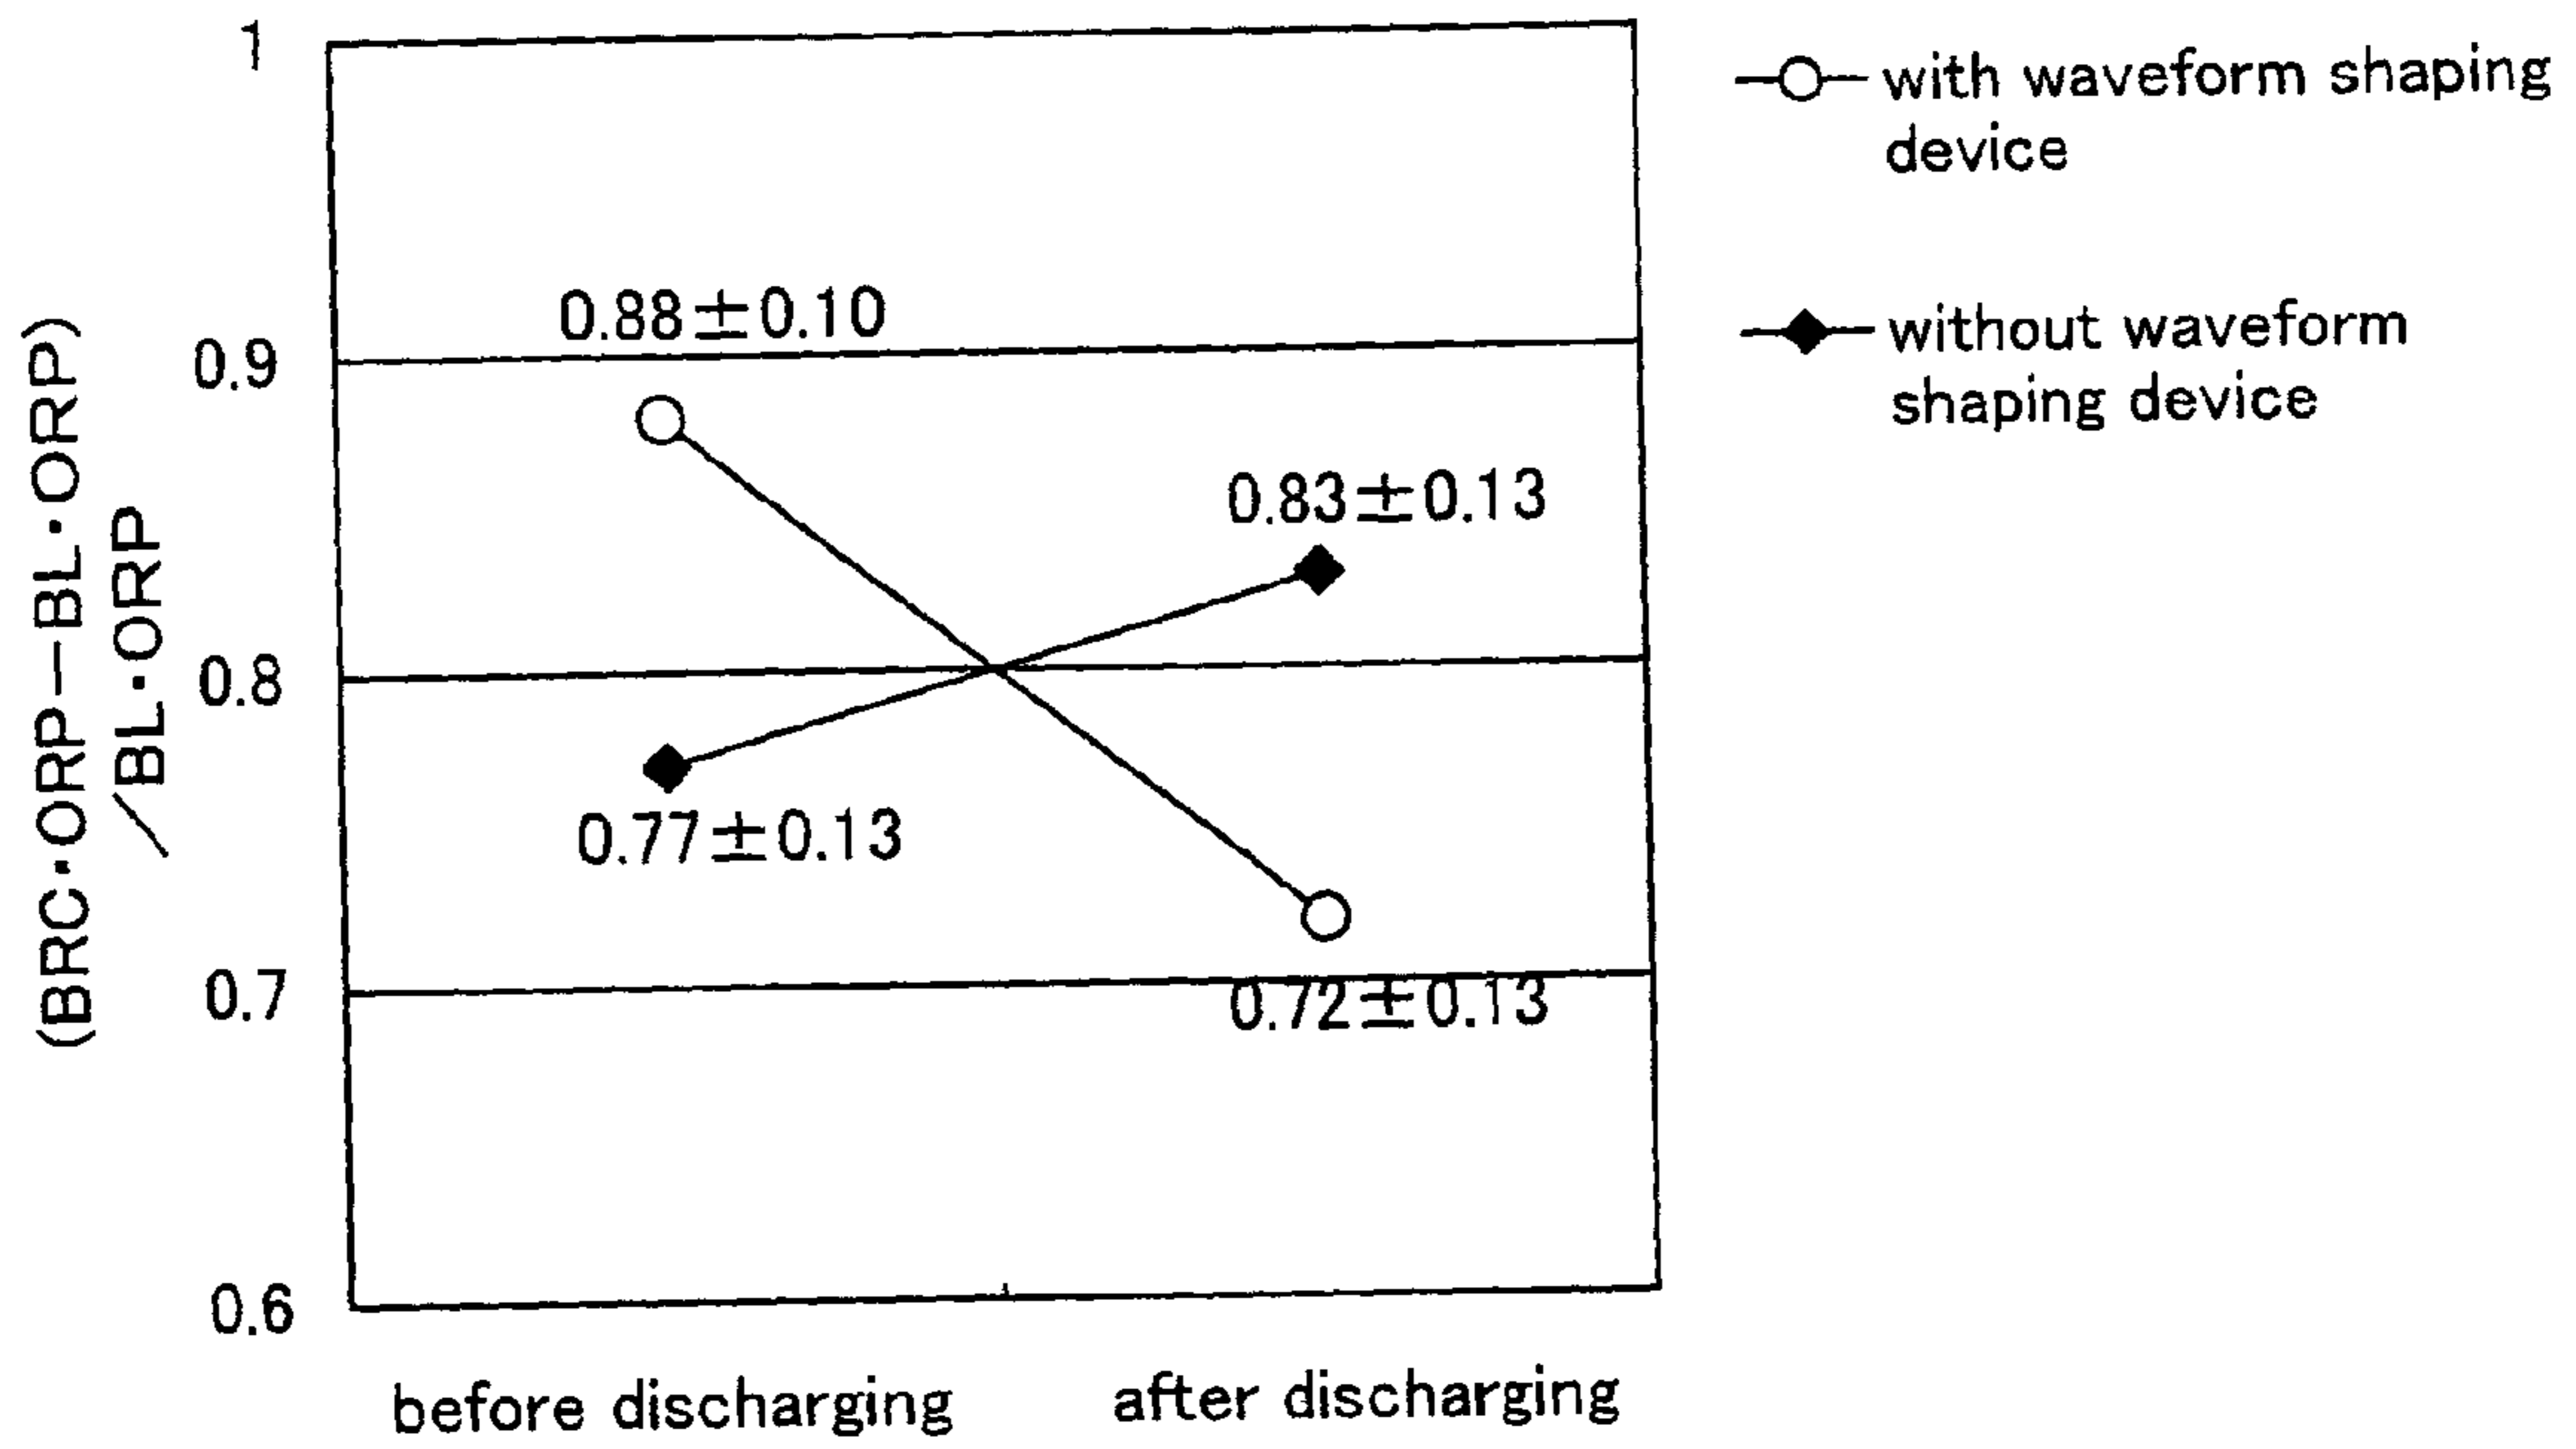 (BRC·ORP—BL·ORP)
/BL·ORP
1
0.9
0.8
0.7
0.6
0.88±0.10
0.83±0.13
0.77±0.13
0.72±0.13
before discharging
after discharging
with waveform shaping
device
without waveform
shaping device